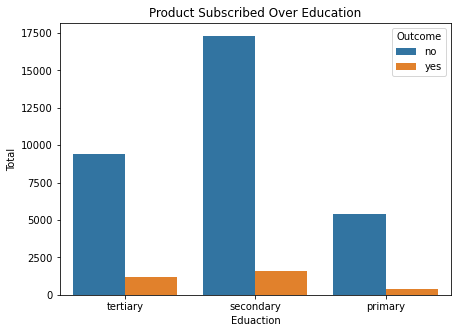 Product Subscribed Over Education
Outcome
no
yes
17500
15000
12500
10000
7500
5000
2500
0
Total
tertiary
secondary
primary
Eduaction